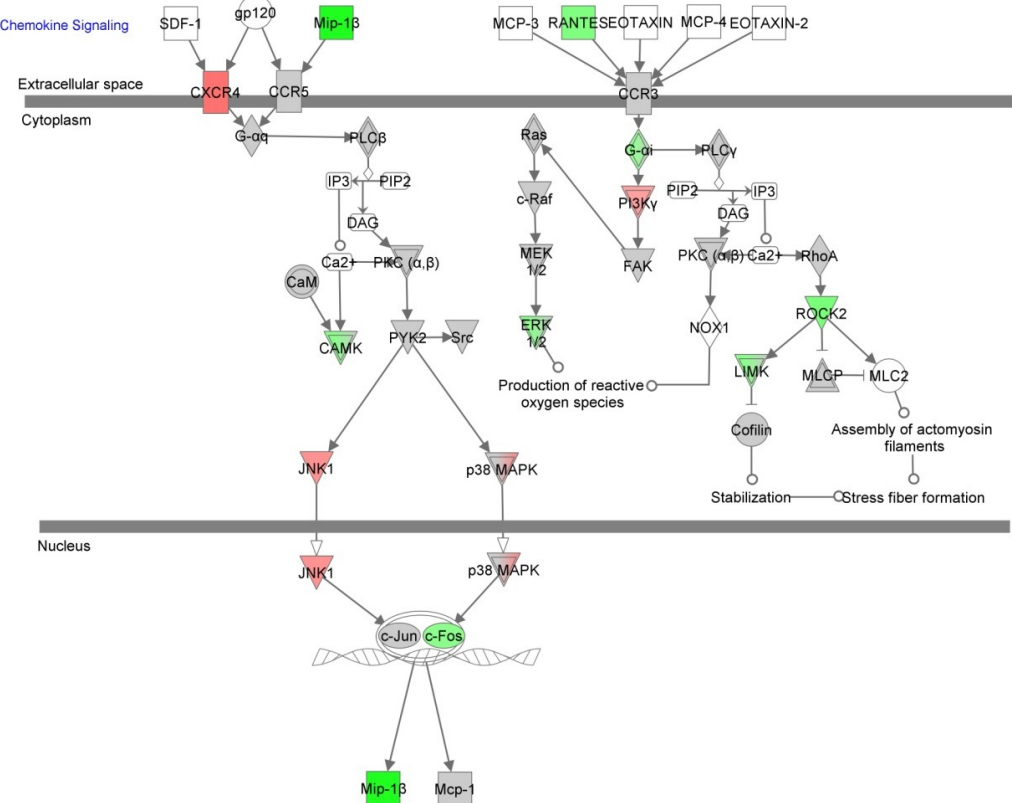 Chemokine Signaling
SDF-1
gp120
Mip-1β
MCP-3
RANTES
EOTAXIN
MCP-4
EOTAXIN-2
Extracellular space
CXCR4
CCR5
CCR3
Cytoplasm
G-αq
PLCβ
Ras
G-αi
PLCγ
IP3
PIP2
c-Raf
PI3Kγ
PIP2
IP3
DAG
DAG
Ca2+
PKC (α,β)
MEK
1/2
FAK
PKC (α,β)
Ca2+
RhoA
CaM
CAMK
PYK2
Src
ERK
1/2
NOX1
ROCK2
LIMK
MLCP
MLC2
Production of reactive
oxygen species
Cofilin
Assembly of actomyosin
filaments
JNK1
p38 MAPK
Stabilization
Stress fiber formation
Nucleus
JNK1
p38 MAPK
c-Jun
c-Fos
Mip-1β
Mcp-1